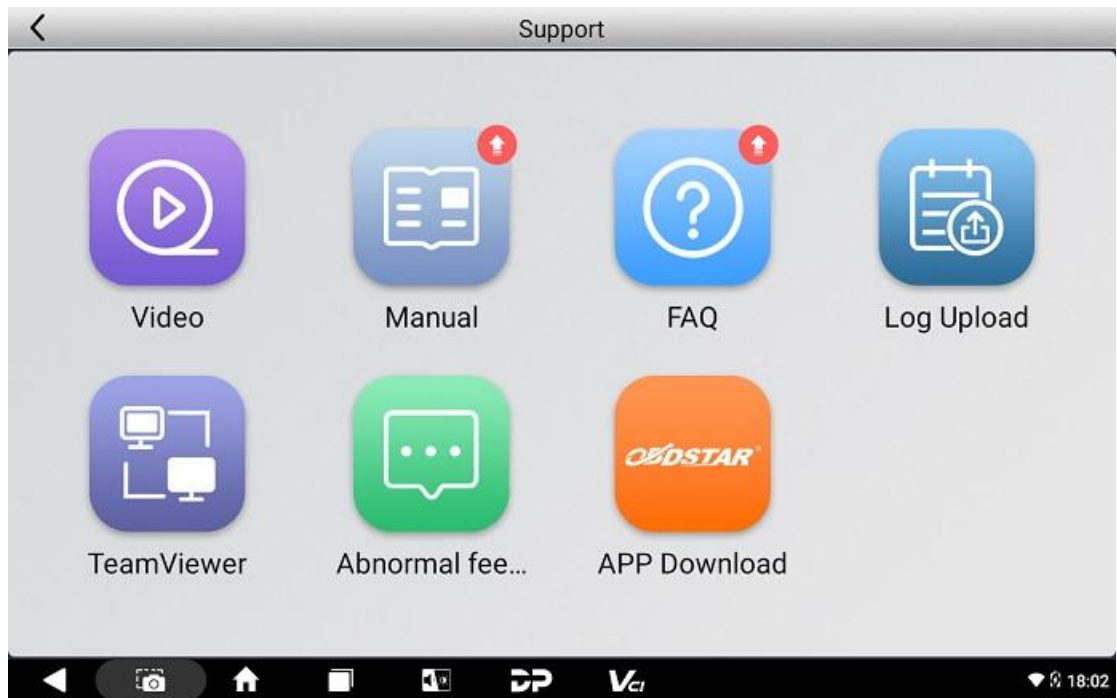 Support
Video
Manual
FAQ
Log Upload
OBDSTAR®
TeamViewer
Abnormal fee...
APP Download
DP
VCI
18:02